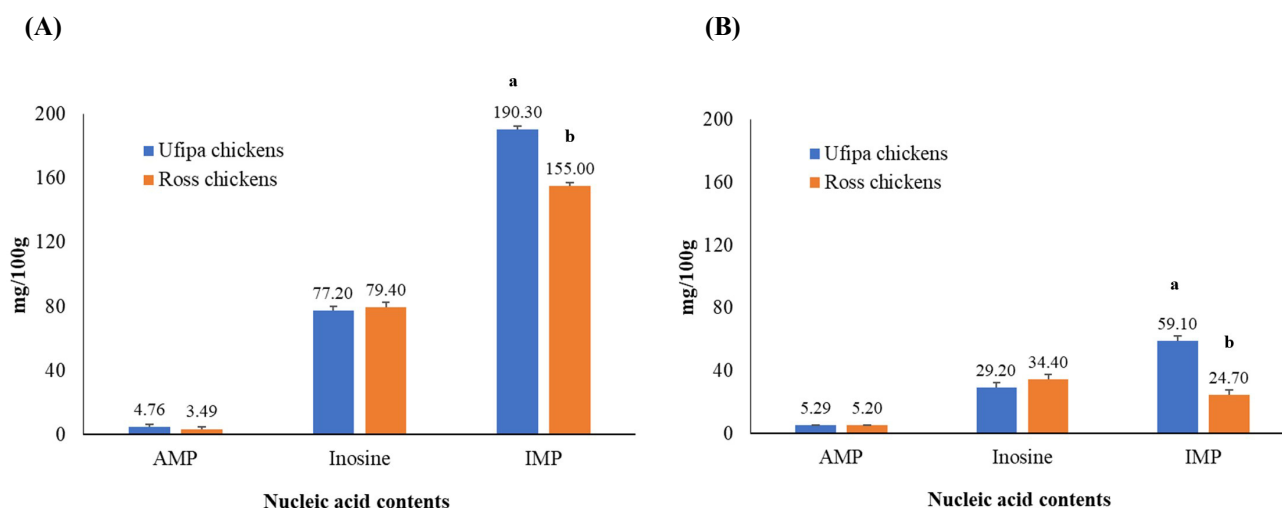 (A)
a
190.30
200
b
Ufipa chickens
155.00
Ross chickens
160
120
mg/100g
77.20
79.40
80
40
4.76
3.49
0
AMP
Inosine
IMP
Nucleic acid contents
(B)
200
Ufipa chickens
Ross chickens
160
120
mg/100g
a
80
59.10
b
40
29.20
34.40
24.70
5.29
5.20
0
AMP
Inosine
IMP
Nucleic acid contents